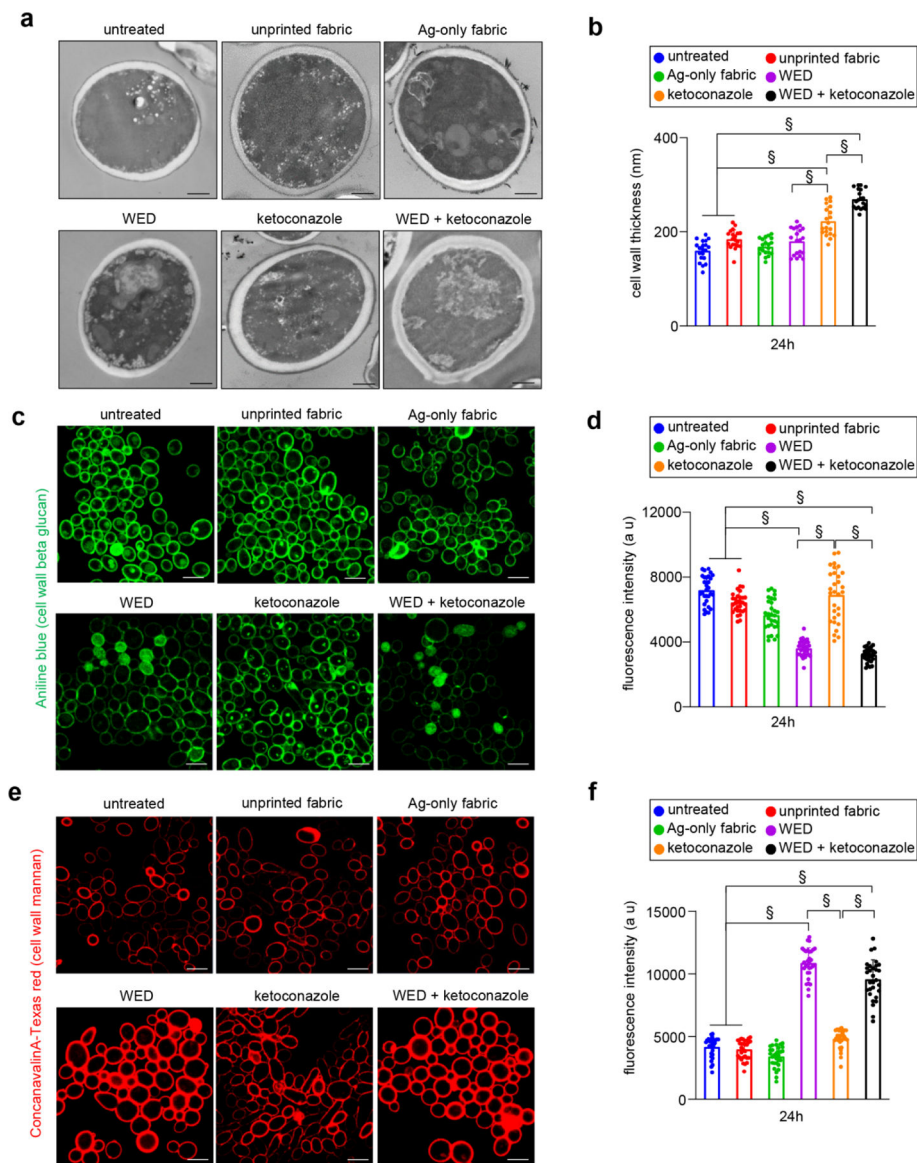 a
untreated unprinted fabric Ag-only fabric
WED ketoconazole WED + ketoconazole
b
untreated unprinted fabric
Ag-only fabric WED
ketoconazole WED + ketoconazole
cell wall thickness (nm)
400
200
0
§
§
§
§
24h
c
Aniline blue (cell wall beta glucan)
untreated unprinted fabric Ag-only fabric
WED ketoconazole WED + ketoconazole
d
untreated unprinted fabric
Ag-only fabric WED
ketoconazole WED + ketoconazole
fluorescence intensity (a u)
12000
8000
4000
0
§
§
§
§
24h
e
ConcanavalinA-Texas red (cell wall mannan)
untreated unprinted fabric Ag-only fabric
WED ketoconazole WED + ketoconazole
f
untreated unprinted fabric
Ag-only fabric WED
ketoconazole WED + ketoconazole
fluorescence intensity (a u)
15000
10000
5000
0
§
§
§
§
24h